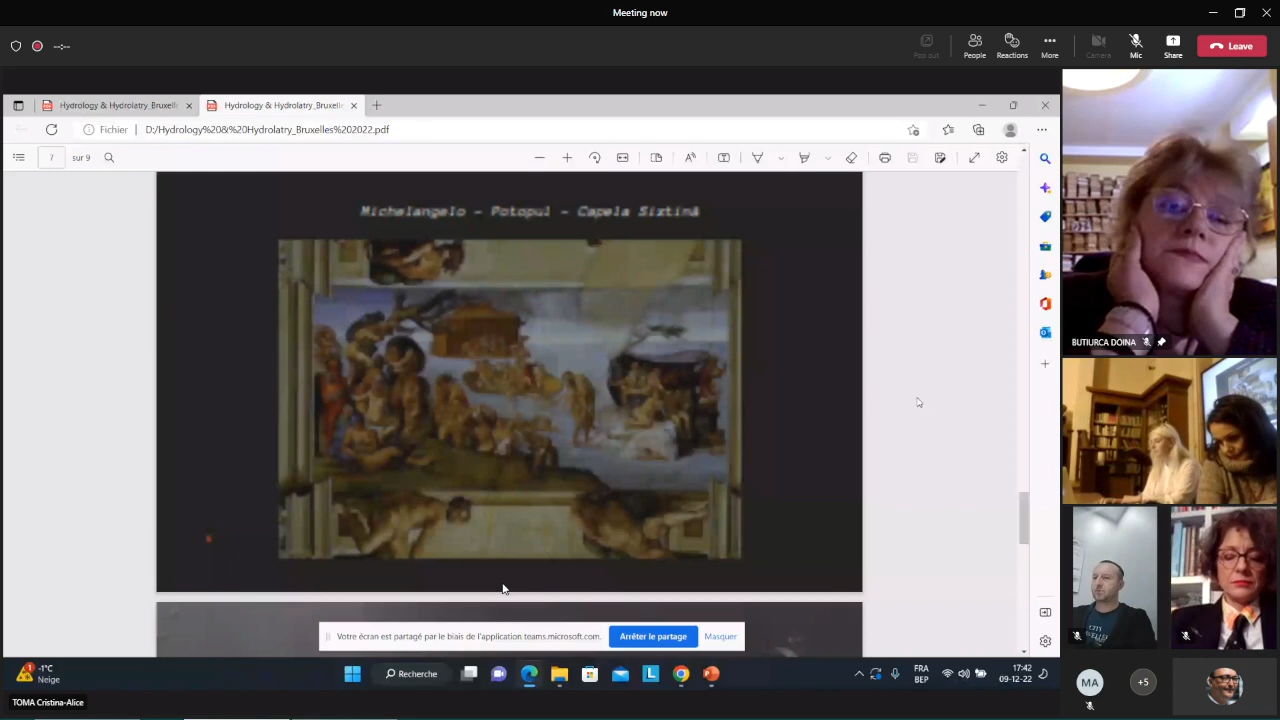 Meeting now
Pop out
People
Reactions
More
Camera
Mic
Share
Leave
Hydrology & Hydrolatry_Bruxelle
Hydrology & Hydrolatry_Bruxelle
Fichier
D:/Hydrology%20&%20Hydrolatry_Bruxelles%202022.pdf
7
sur 9
Michelangelo - Potopul - Capela Sixtină
BUTIURCA DOINA
Votre écran est partagé par le biais de l'application teams.microsoft.com.
Arrêter le partage
Masquer
1
-1°C
Neige
Recherche
L
FRA
BEP
17:42
09-12-22
MA
+5
TOMA Cristina-Alice